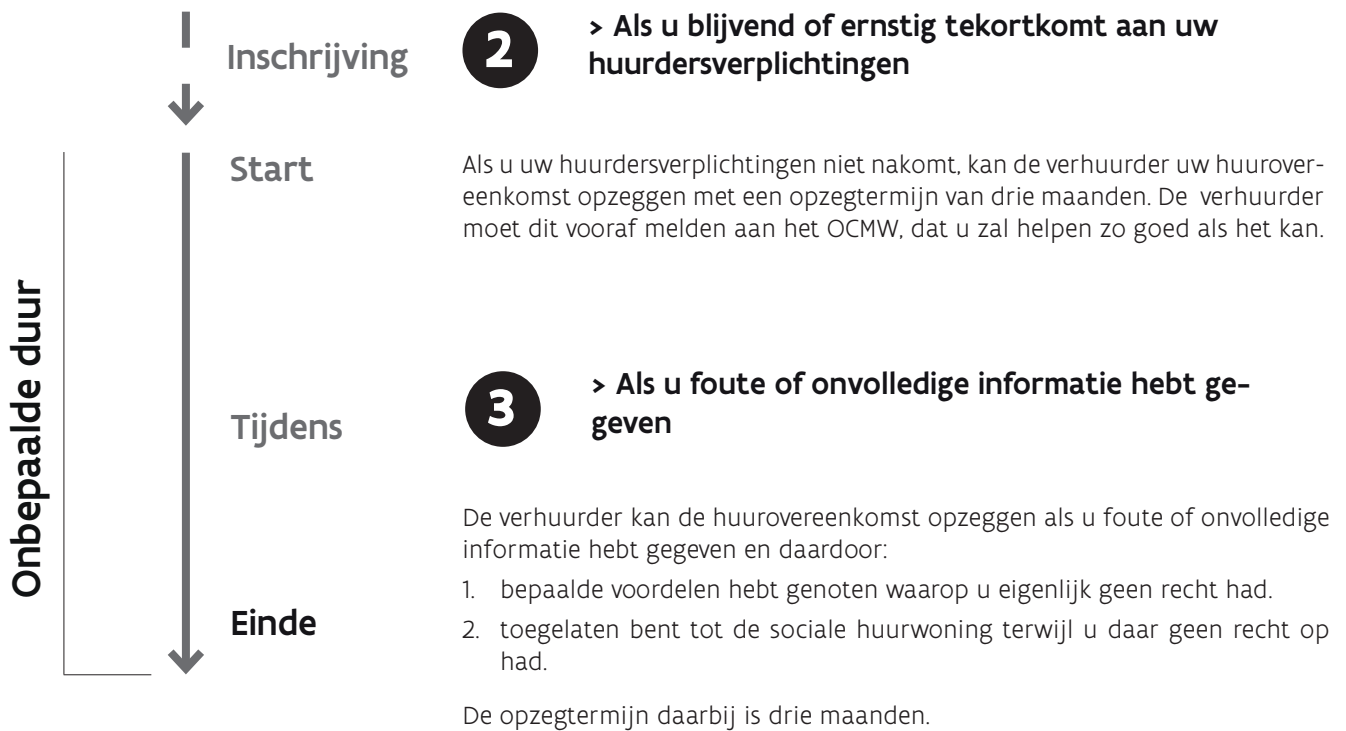 Onbepaalde duur
Inschrijving
Start
Tijdens
Einde
2
> Als u blijvend of ernstig tekortkomt aan uw
huurdersverplichtingen
Als u uw huurdersverplichtingen niet nakomt, kan de verhuurder uw huurover-
eenkomst opzeggen met een opzegtermijn van drie maanden. De verhuurder
moet dit vooraf melden aan het OCMW, dat u zal helpen zo goed als het kan.
3
> Als u foute of onvolledige informatie hebt ge-
geven
De verhuurder kan de huurovereenkomst opzeggen als u foute of onvolledige
informatie hebt gegeven en daardoor:
1. bepaalde voordelen hebt genoten waarop u eigenlijk geen recht had.
2. toegelaten bent tot de sociale huurwoning terwijl u daar geen recht op
had.
De opzegtermijn daarbij is drie maanden.